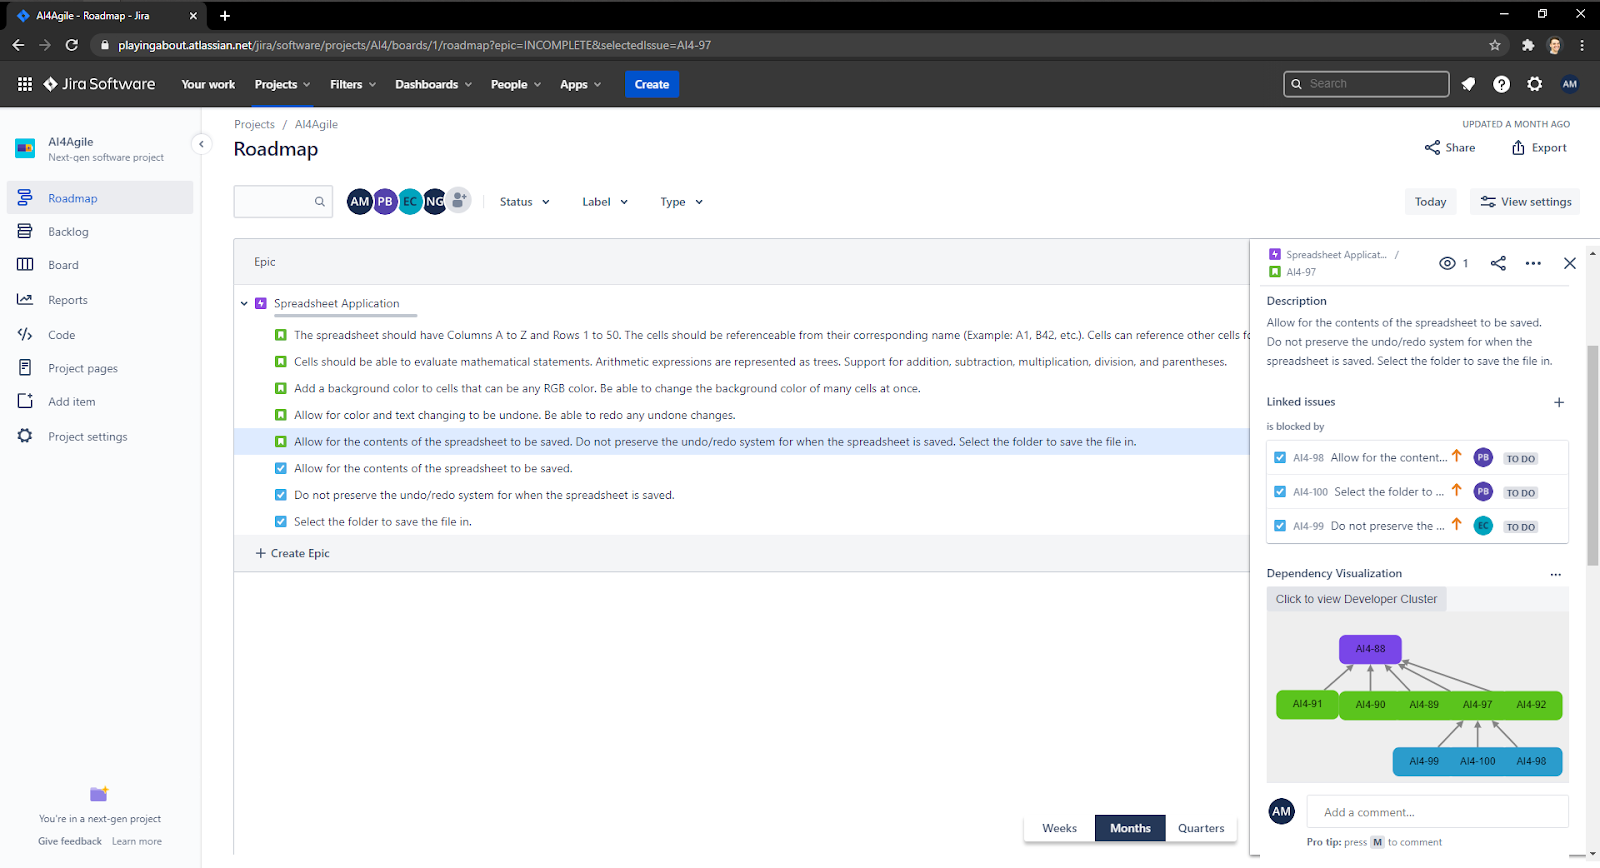 AI4Agile - Roadmap - Jira
playingabout.atlassian.net/jira/software/projects/AI4/boards/1/roadmap?epic=INCOMPLETE&selectedIssue=AI4-97
Jira Software
Your work
Projects
Filters
Dashboards
People
Apps
Create
Search
AM
AI4Agile
Next-gen software project
Roadmap
Backlog
Board
Reports
Code
Project pages
Add item
Project settings
You're in a next-gen project
Give feedback Learn more
Projects / AI4Agile
UPDATED A MONTH AGO
Roadmap
Share
Export
AM PB EC NG
Status
Label
Type
Today
View settings
Epic
Spreadsheet Application
The spreadsheet should have Columns A to Z and Rows 1 to 50. The cells should be referenceable from their corresponding name (Example: A1, B42, etc.). Cells can reference other cells fo
Cells should be able to evaluate mathematical statements. Arithmetic expressions are represented as trees. Support for addition, subtraction, multiplication, division, and parentheses.
Add a background color to cells that can be any RGB color. Be able to change the background color of many cells at once.
Allow for color and text changing to be undone. Be able to redo any undone changes.
Allow for the contents of the spreadsheet to be saved. Do not preserve the undo/redo system for when the spreadsheet is saved. Select the folder to save the file in.
Allow for the contents of the spreadsheet to be saved.
Do not preserve the undo/redo system for when the spreadsheet is saved.
Select the folder to save the file in.
+ Create Epic
Weeks
Months
Quarters
Spreadsheet Applicat... /
AI4-97
1
Description
Allow for the contents of the spreadsheet to be saved.
Do not preserve the undo/redo system for when the
spreadsheet is saved. Select the folder to save the file in.
Linked issues
is blocked by
AI4-98 Allow for the content... PB TO DO
AI4-100 Select the folder to ... PB TO DO
AI4-99 Do not preserve the ... EC TO DO
Dependency Visualization
Click to view Developer Cluster
AI4-88
AI4-91 AI4-90 AI4-89 AI4-97 AI4-92
AI4-99 AI4-100 AI4-98
AM
Add a comment...
Pro tip: press M to comment